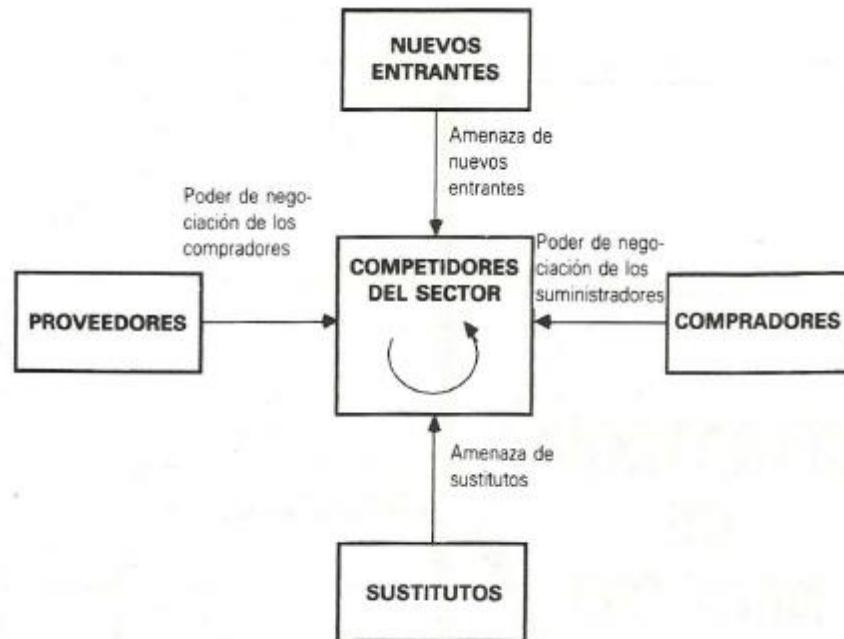 NUEVOS
ENTRANTES
Amenaza de
nuevos
entrantes
Poder de nego-
ciación de los
compradores
COMPETIDORES
DEL SECTOR
Poder de nego-
ciación de los
suministradores
PROVEEDORES
COMPRADORES
Amenaza de
sustitutos
SUSTITUTOS